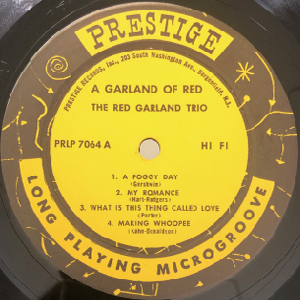 PRESTIGE
PRESTIGE RECORDS, Inc., 203 South Washington Ave., Bergenfield, N.J.
A GARLAND OF RED
THE RED GARLAND TRIO
PRLP 7064 A HI FI
1. A FOGGY DAY
(Gershwin)
2. MY ROMANCE
(Hart-Rodgers)
3. WHAT IS THIS THING CALLED LOVE
(Porter)
4. MAKING WHOOPEE
(Kahn-Donaldson)
LONG PLAYING MICROGROOVE